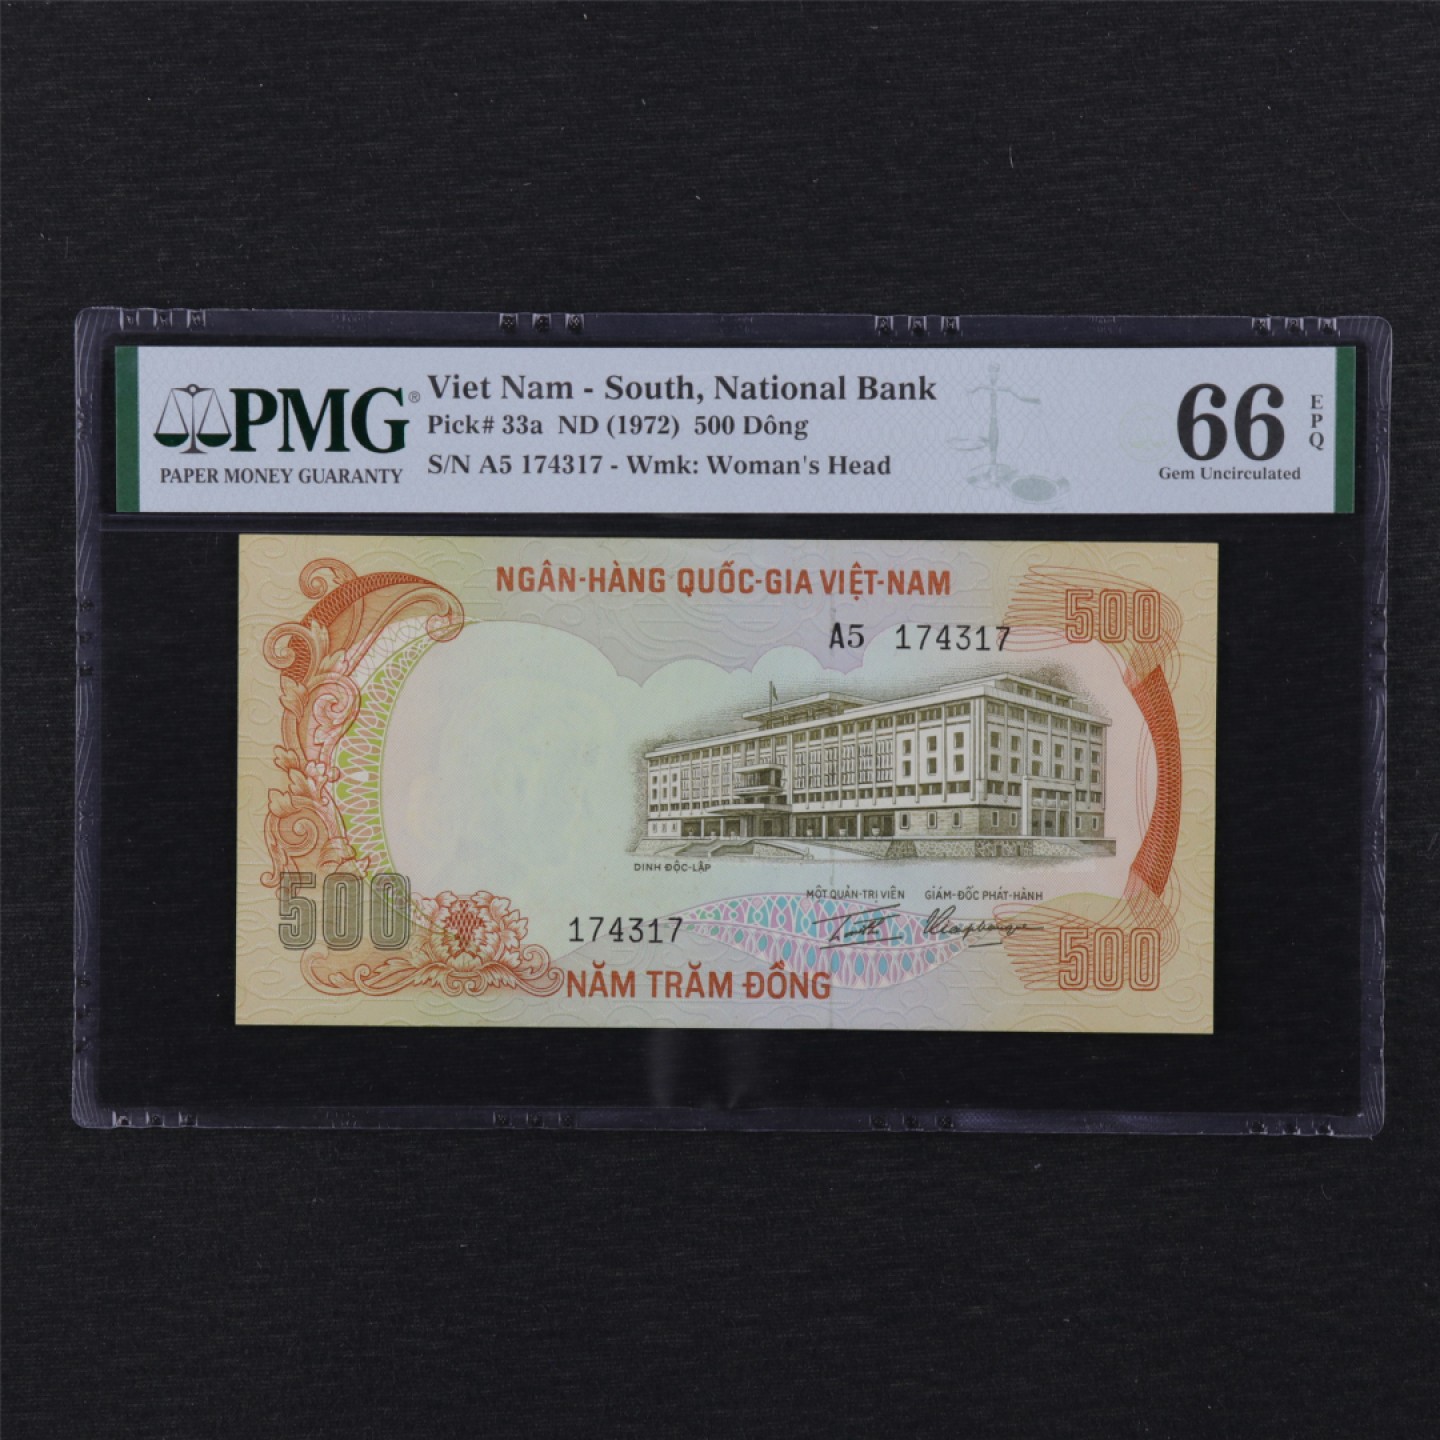 PMG®
PAPER MONEY GUARANTY
Viet Nam - South, National Bank
Pick# 33a ND (1972) 500 Dông
S/N A5 174317 - Wmk: Woman's Head
66
EPQ
Gem Uncirculated
NGÂN-HÀNG QUỐC-GIA VIỆT-NAM
500
A5 174317
DINH ĐỘC-LẬP
MỘT QUẢN-TRỊ VIÊN GIÁM-ĐỐC PHÁT-HÀNH
500
174317
500
NĂM TRĂM ĐỒNG